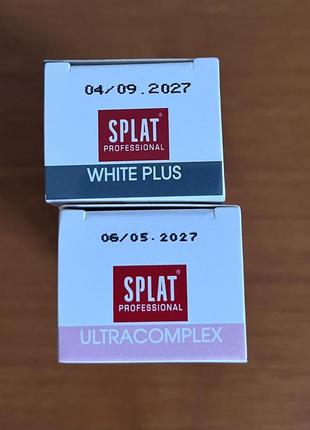 04/09.2027
SPLAT®
PROFESSIONAL
WHITE PLUS
06/05.2027
SPLAT®
PROFESSIONAL
ULTRACOMPLEX